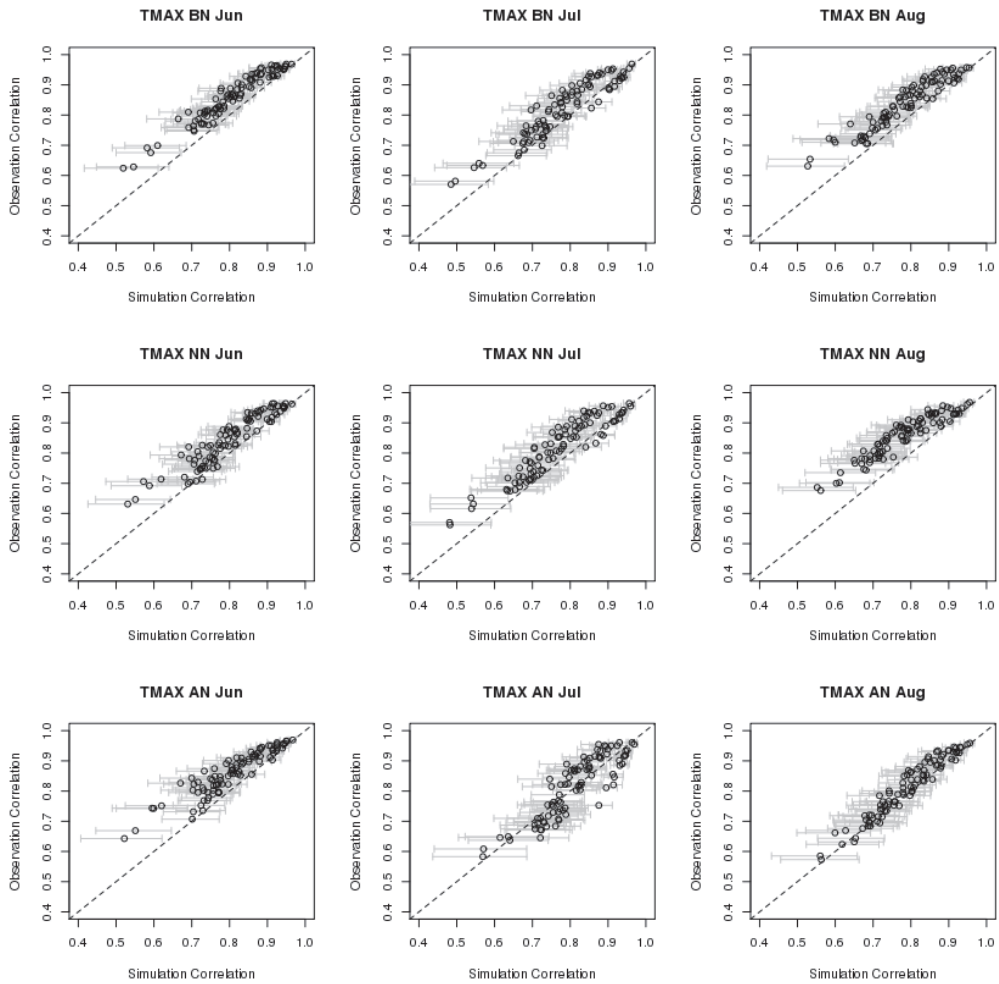 TMAX BN Jun
TMAX BN Jul
TMAX BN Aug
Observation Correlation
0.4 0.5 0.6 0.7 0.8 0.9 1.0
0.4 0.5 0.6 0.7 0.8 0.9 1.0
Simulation Correlation
Observation Correlation
0.4 0.5 0.6 0.7 0.8 0.9 1.0
0.4 0.5 0.6 0.7 0.8 0.9 1.0
Simulation Correlation
Observation Correlation
0.4 0.5 0.6 0.7 0.8 0.9 1.0
0.4 0.5 0.6 0.7 0.8 0.9 1.0
Simulation Correlation
TMAX NN Jun
TMAX NN Jul
TMAX NN Aug
Observation Correlation
0.4 0.5 0.6 0.7 0.8 0.9 1.0
0.4 0.5 0.6 0.7 0.8 0.9 1.0
Simulation Correlation
Observation Correlation
0.4 0.5 0.6 0.7 0.8 0.9 1.0
0.4 0.5 0.6 0.7 0.8 0.9 1.0
Simulation Correlation
Observation Correlation
0.4 0.5 0.6 0.7 0.8 0.9 1.0
0.4 0.5 0.6 0.7 0.8 0.9 1.0
Simulation Correlation
TMAX AN Jun
TMAX AN Jul
TMAX AN Aug
Observation Correlation
0.4 0.5 0.6 0.7 0.8 0.9 1.0
0.4 0.5 0.6 0.7 0.8 0.9 1.0
Simulation Correlation
Observation Correlation
0.4 0.5 0.6 0.7 0.8 0.9 1.0
0.4 0.5 0.6 0.7 0.8 0.9 1.0
Simulation Correlation
Observation Correlation
0.4 0.5 0.6 0.7 0.8 0.9 1.0
0.4 0.5 0.6 0.7 0.8 0.9 1.0
Simulation Correlation